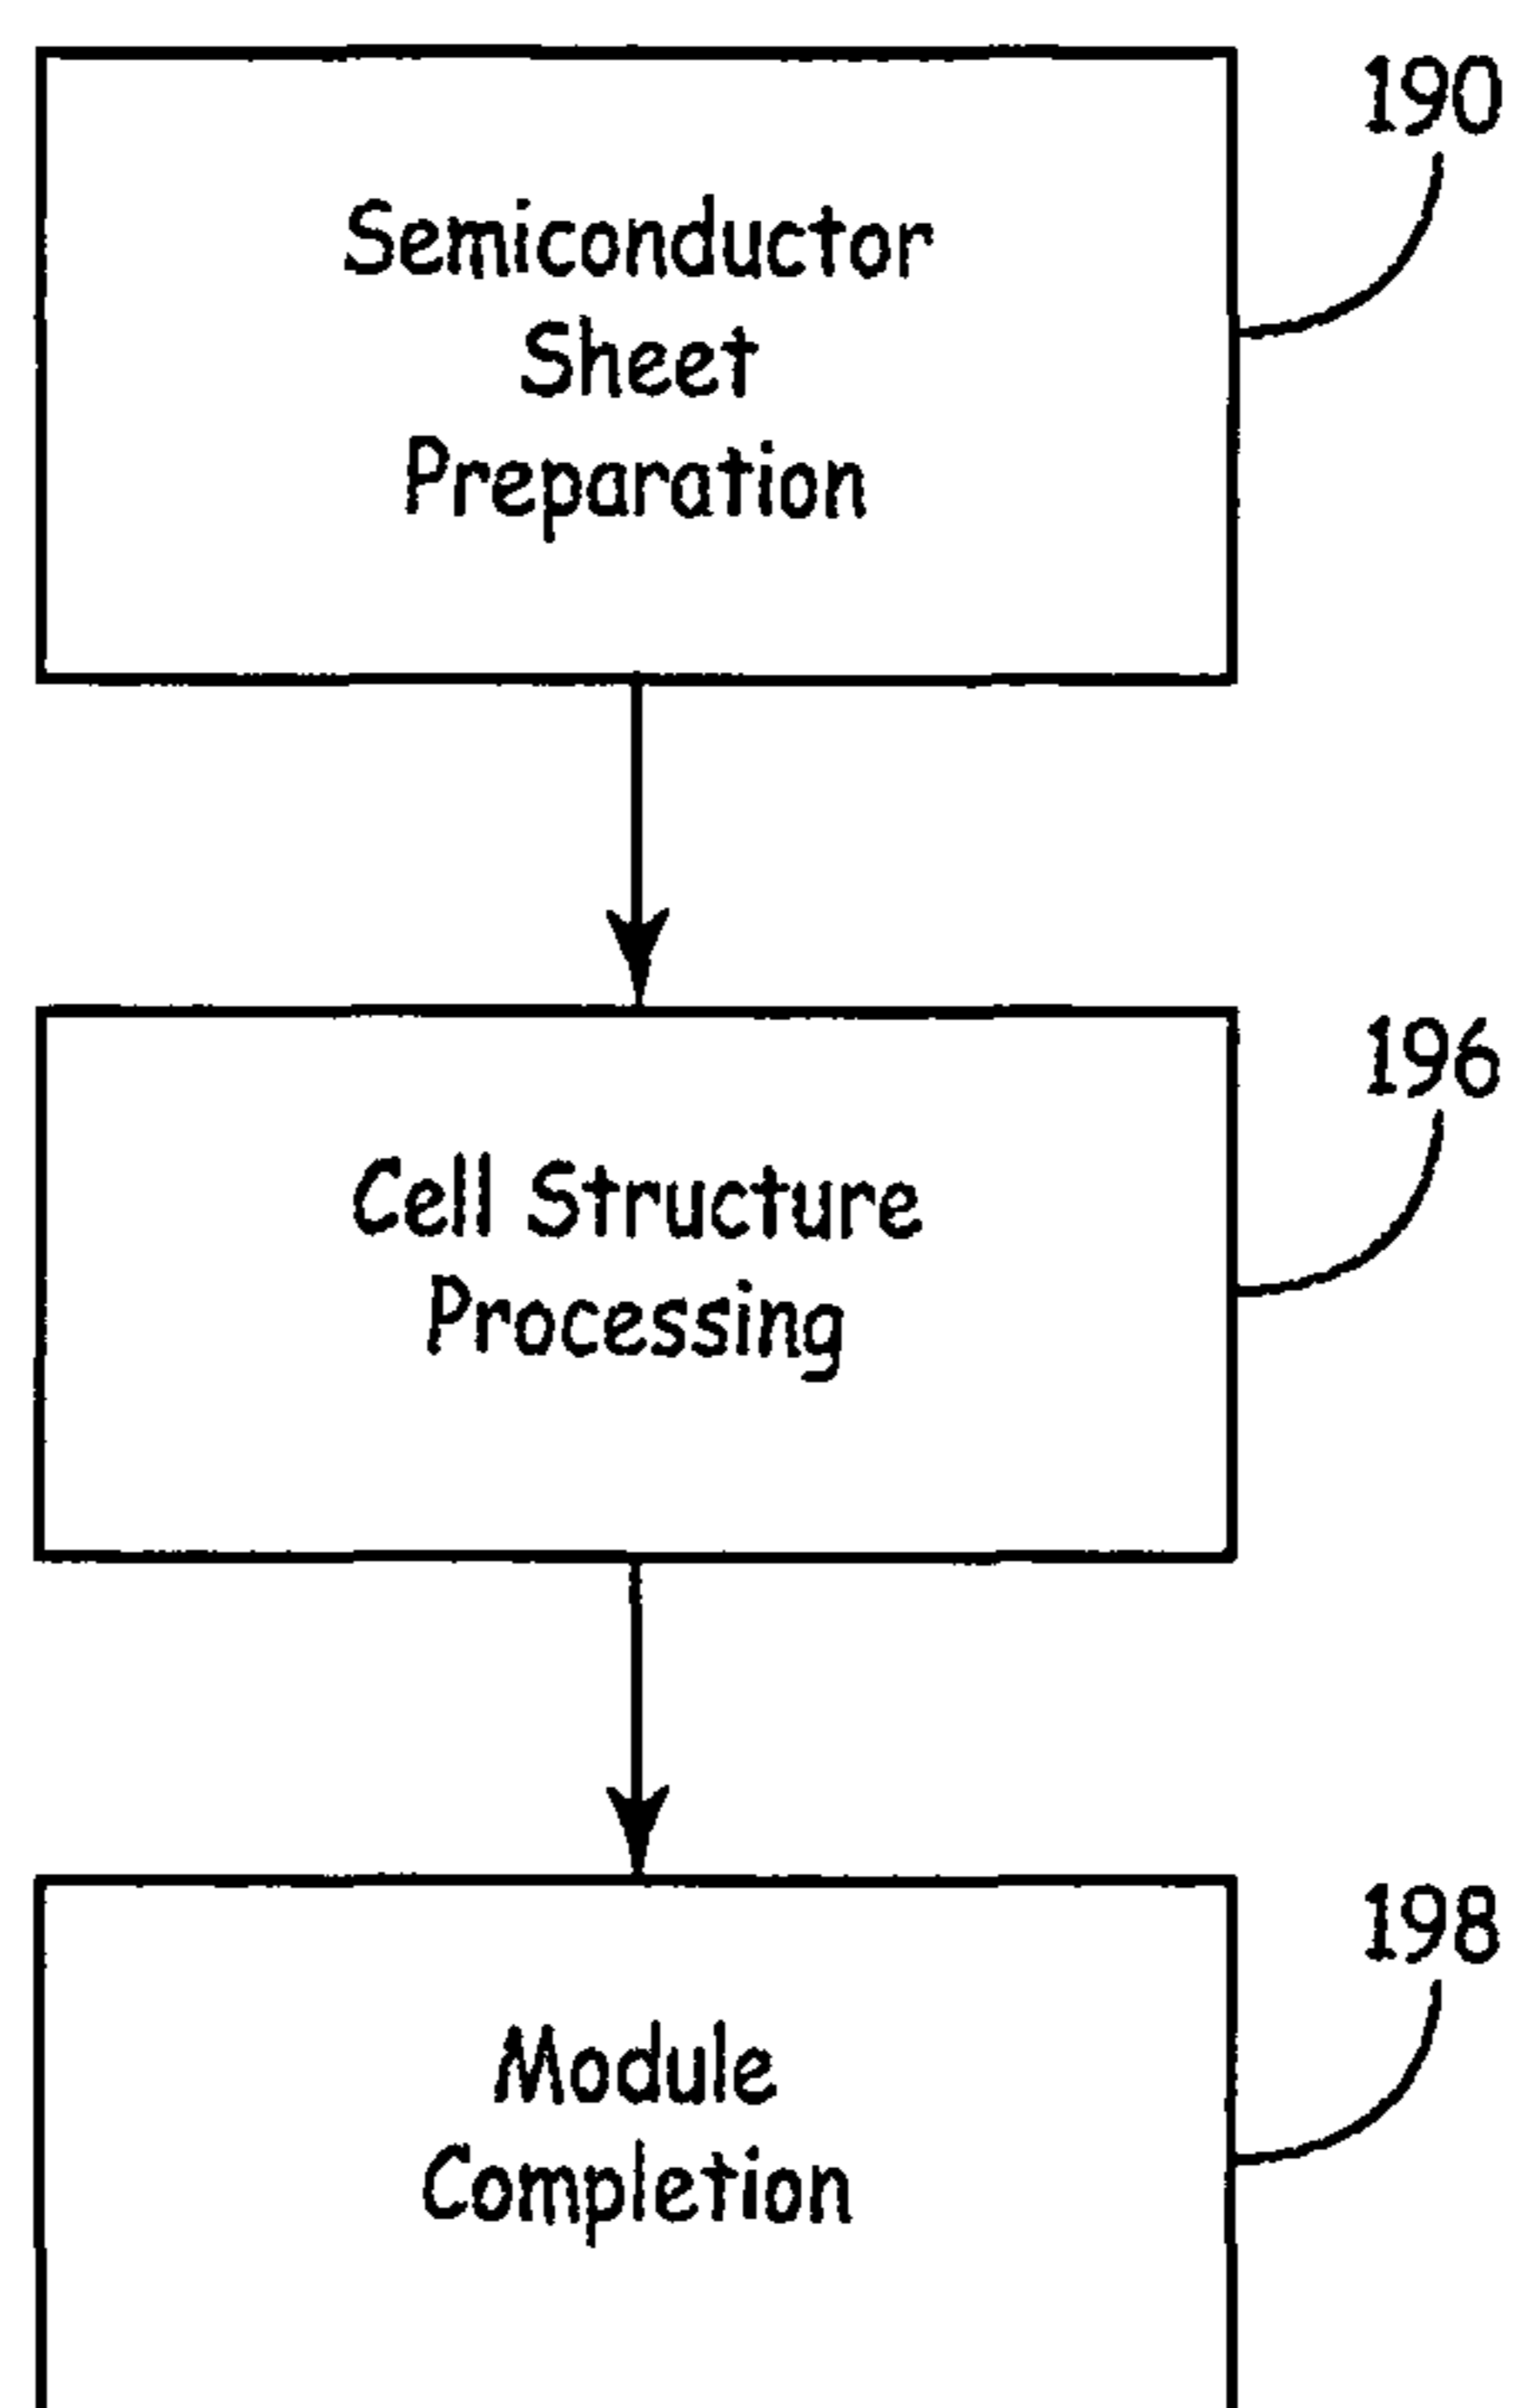 190
Semiconductor
Sheet
Preparation
196
Cell Structure
Processing
198
Module
Completion